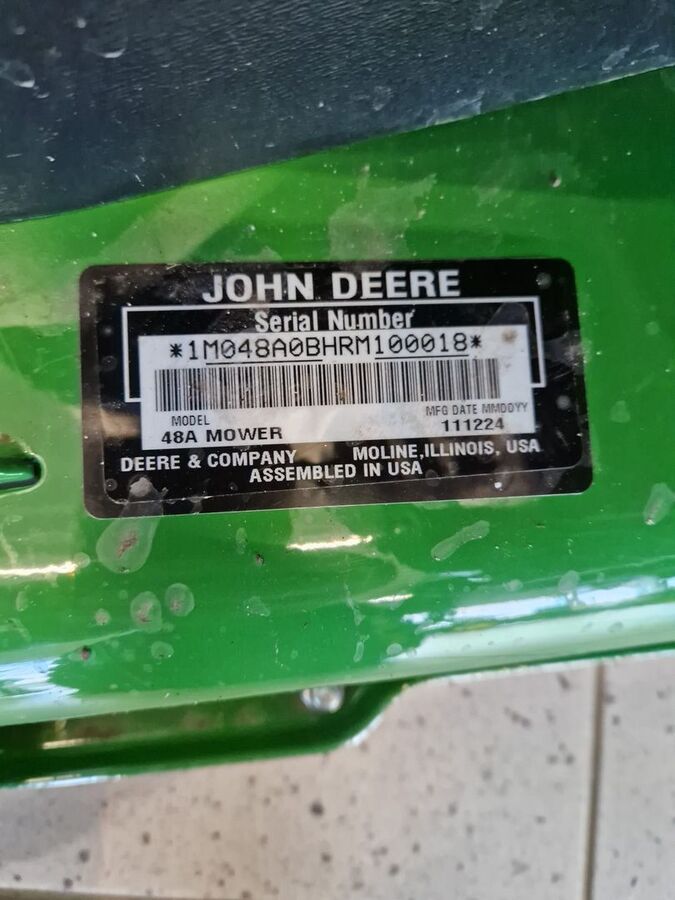 JOHN DEERE
Serial Number
*1M048A0BHRM100018*
MODEL
48A MOWER
MFG DATE MMDDYY
111224
DEERE & COMPANY MOLINE, ILLINOIS, USA
ASSEMBLED IN USA